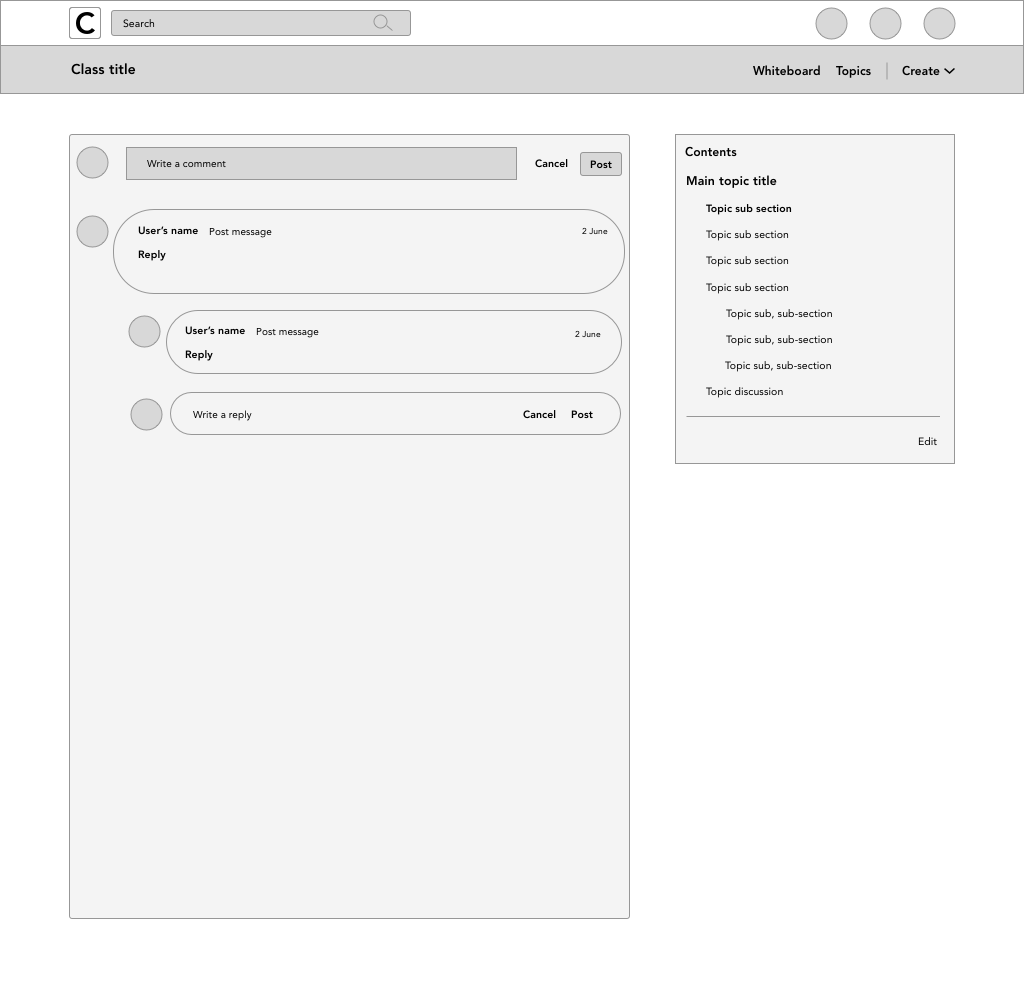 C
Search
Class title
Whiteboard Topics Create
Write a comment
Cancel Post
User's name Post message 2 June
Reply
User's name Post message 2 June
Reply
Write a reply
Cancel Post
Contents
Main topic title
Topic sub section
Topic sub section
Topic sub section
Topic sub section
Topic sub, sub-section
Topic sub, sub-section
Topic sub, sub-section
Topic discussion
Edit